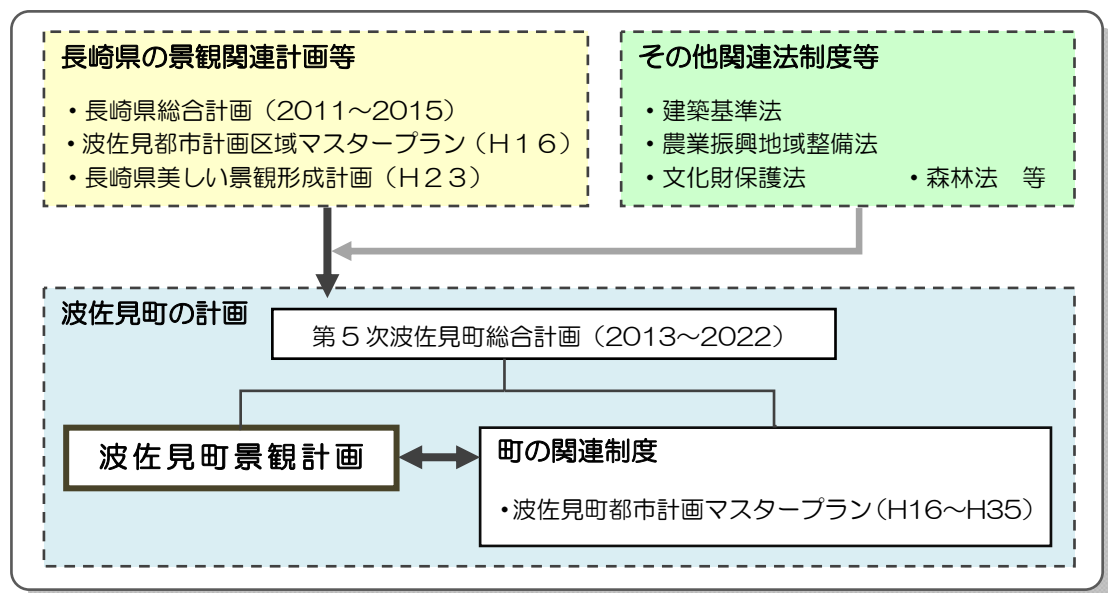 長崎県の景観関連計画等
・長崎県総合計画（2011～2015）
・波佐見都市計画区域マスタープラン（H１６）
・長崎県美しい景観形成計画（H２３）
その他関連法制度等
・建築基準法
・農業振興地域整備法
・文化財保護法　　　　・森林法　等
波佐見町の計画
第５次波佐見町総合計画（2013～2022）
波佐見町景観計画
町の関連制度
・波佐見町都市計画マスタープラン（H16～H35）